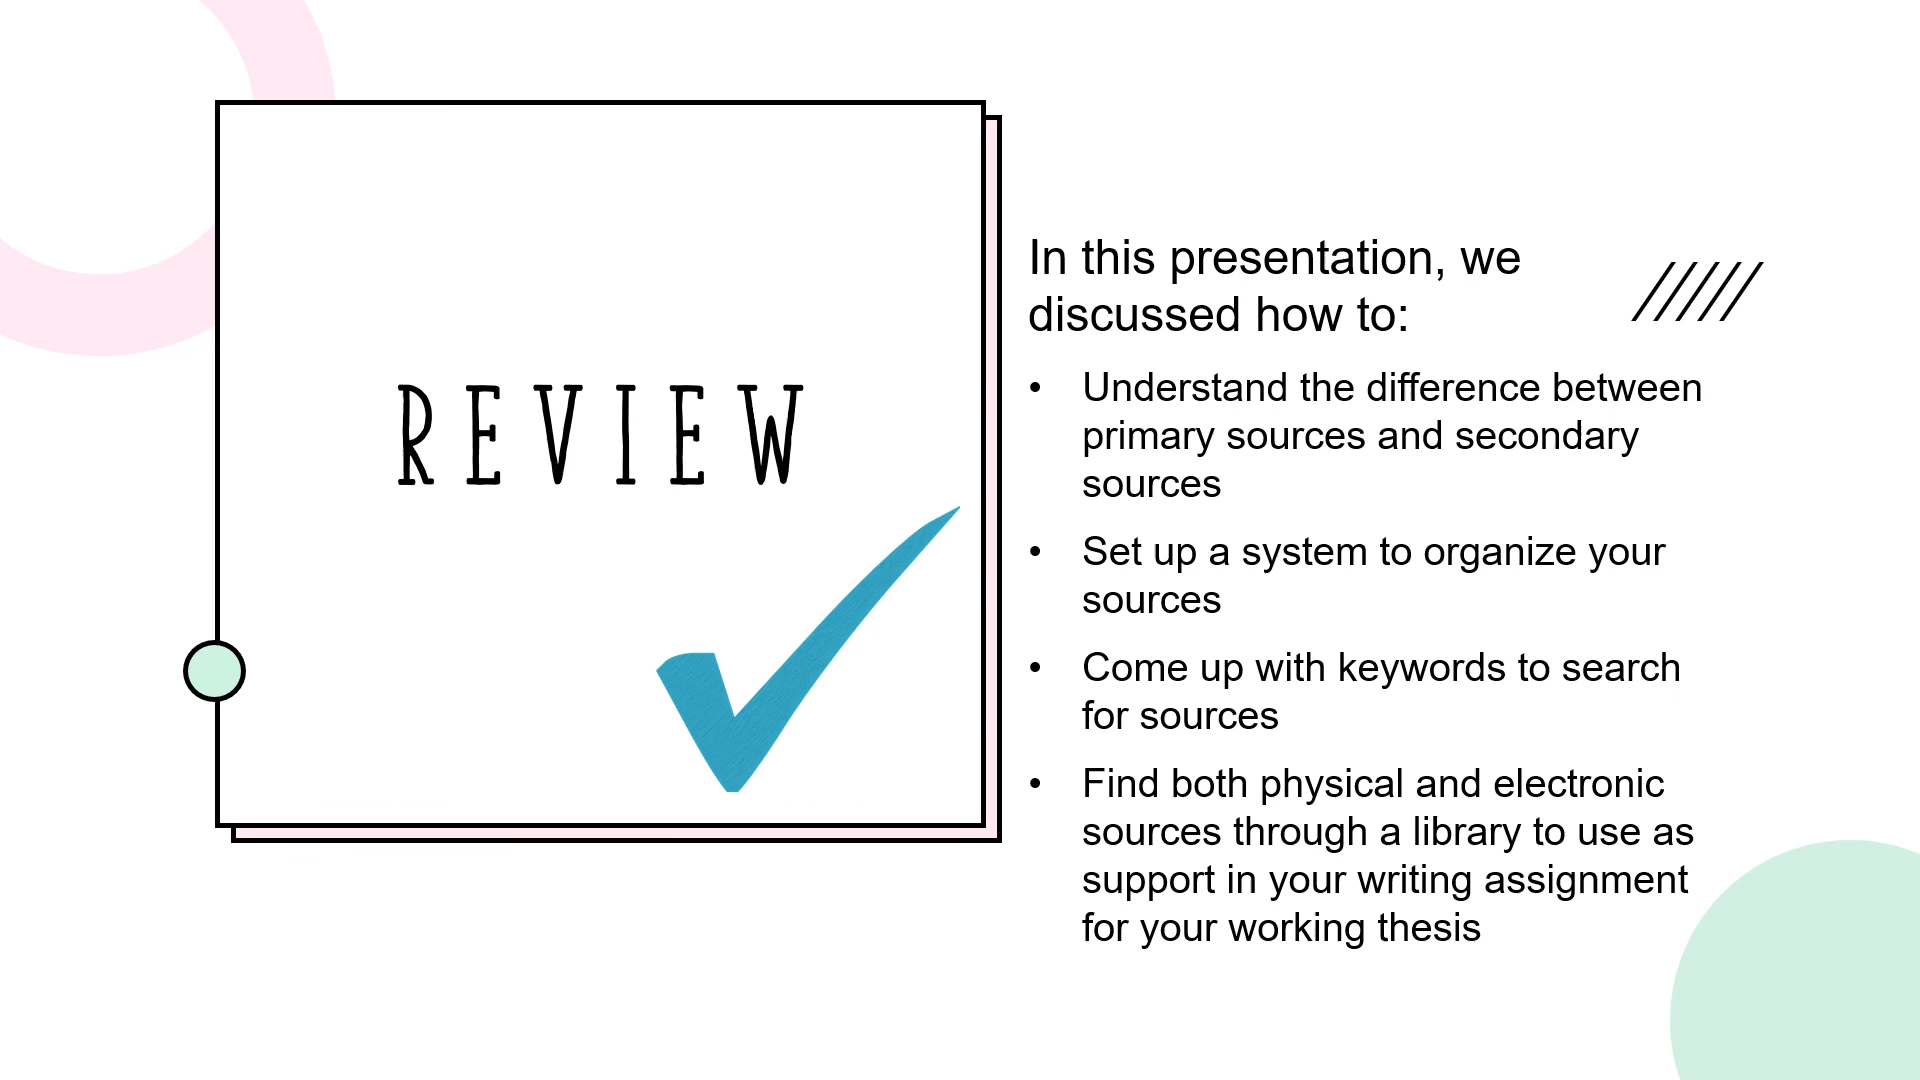 REVIEW
In this presentation, we
discussed how to:
• Understand the difference between
primary sources and secondary
sources
• Set up a system to organize your
sources
• Come up with keywords to search
for sources
• Find both physical and electronic
sources through a library to use as
support in your writing assignment
for your working thesis